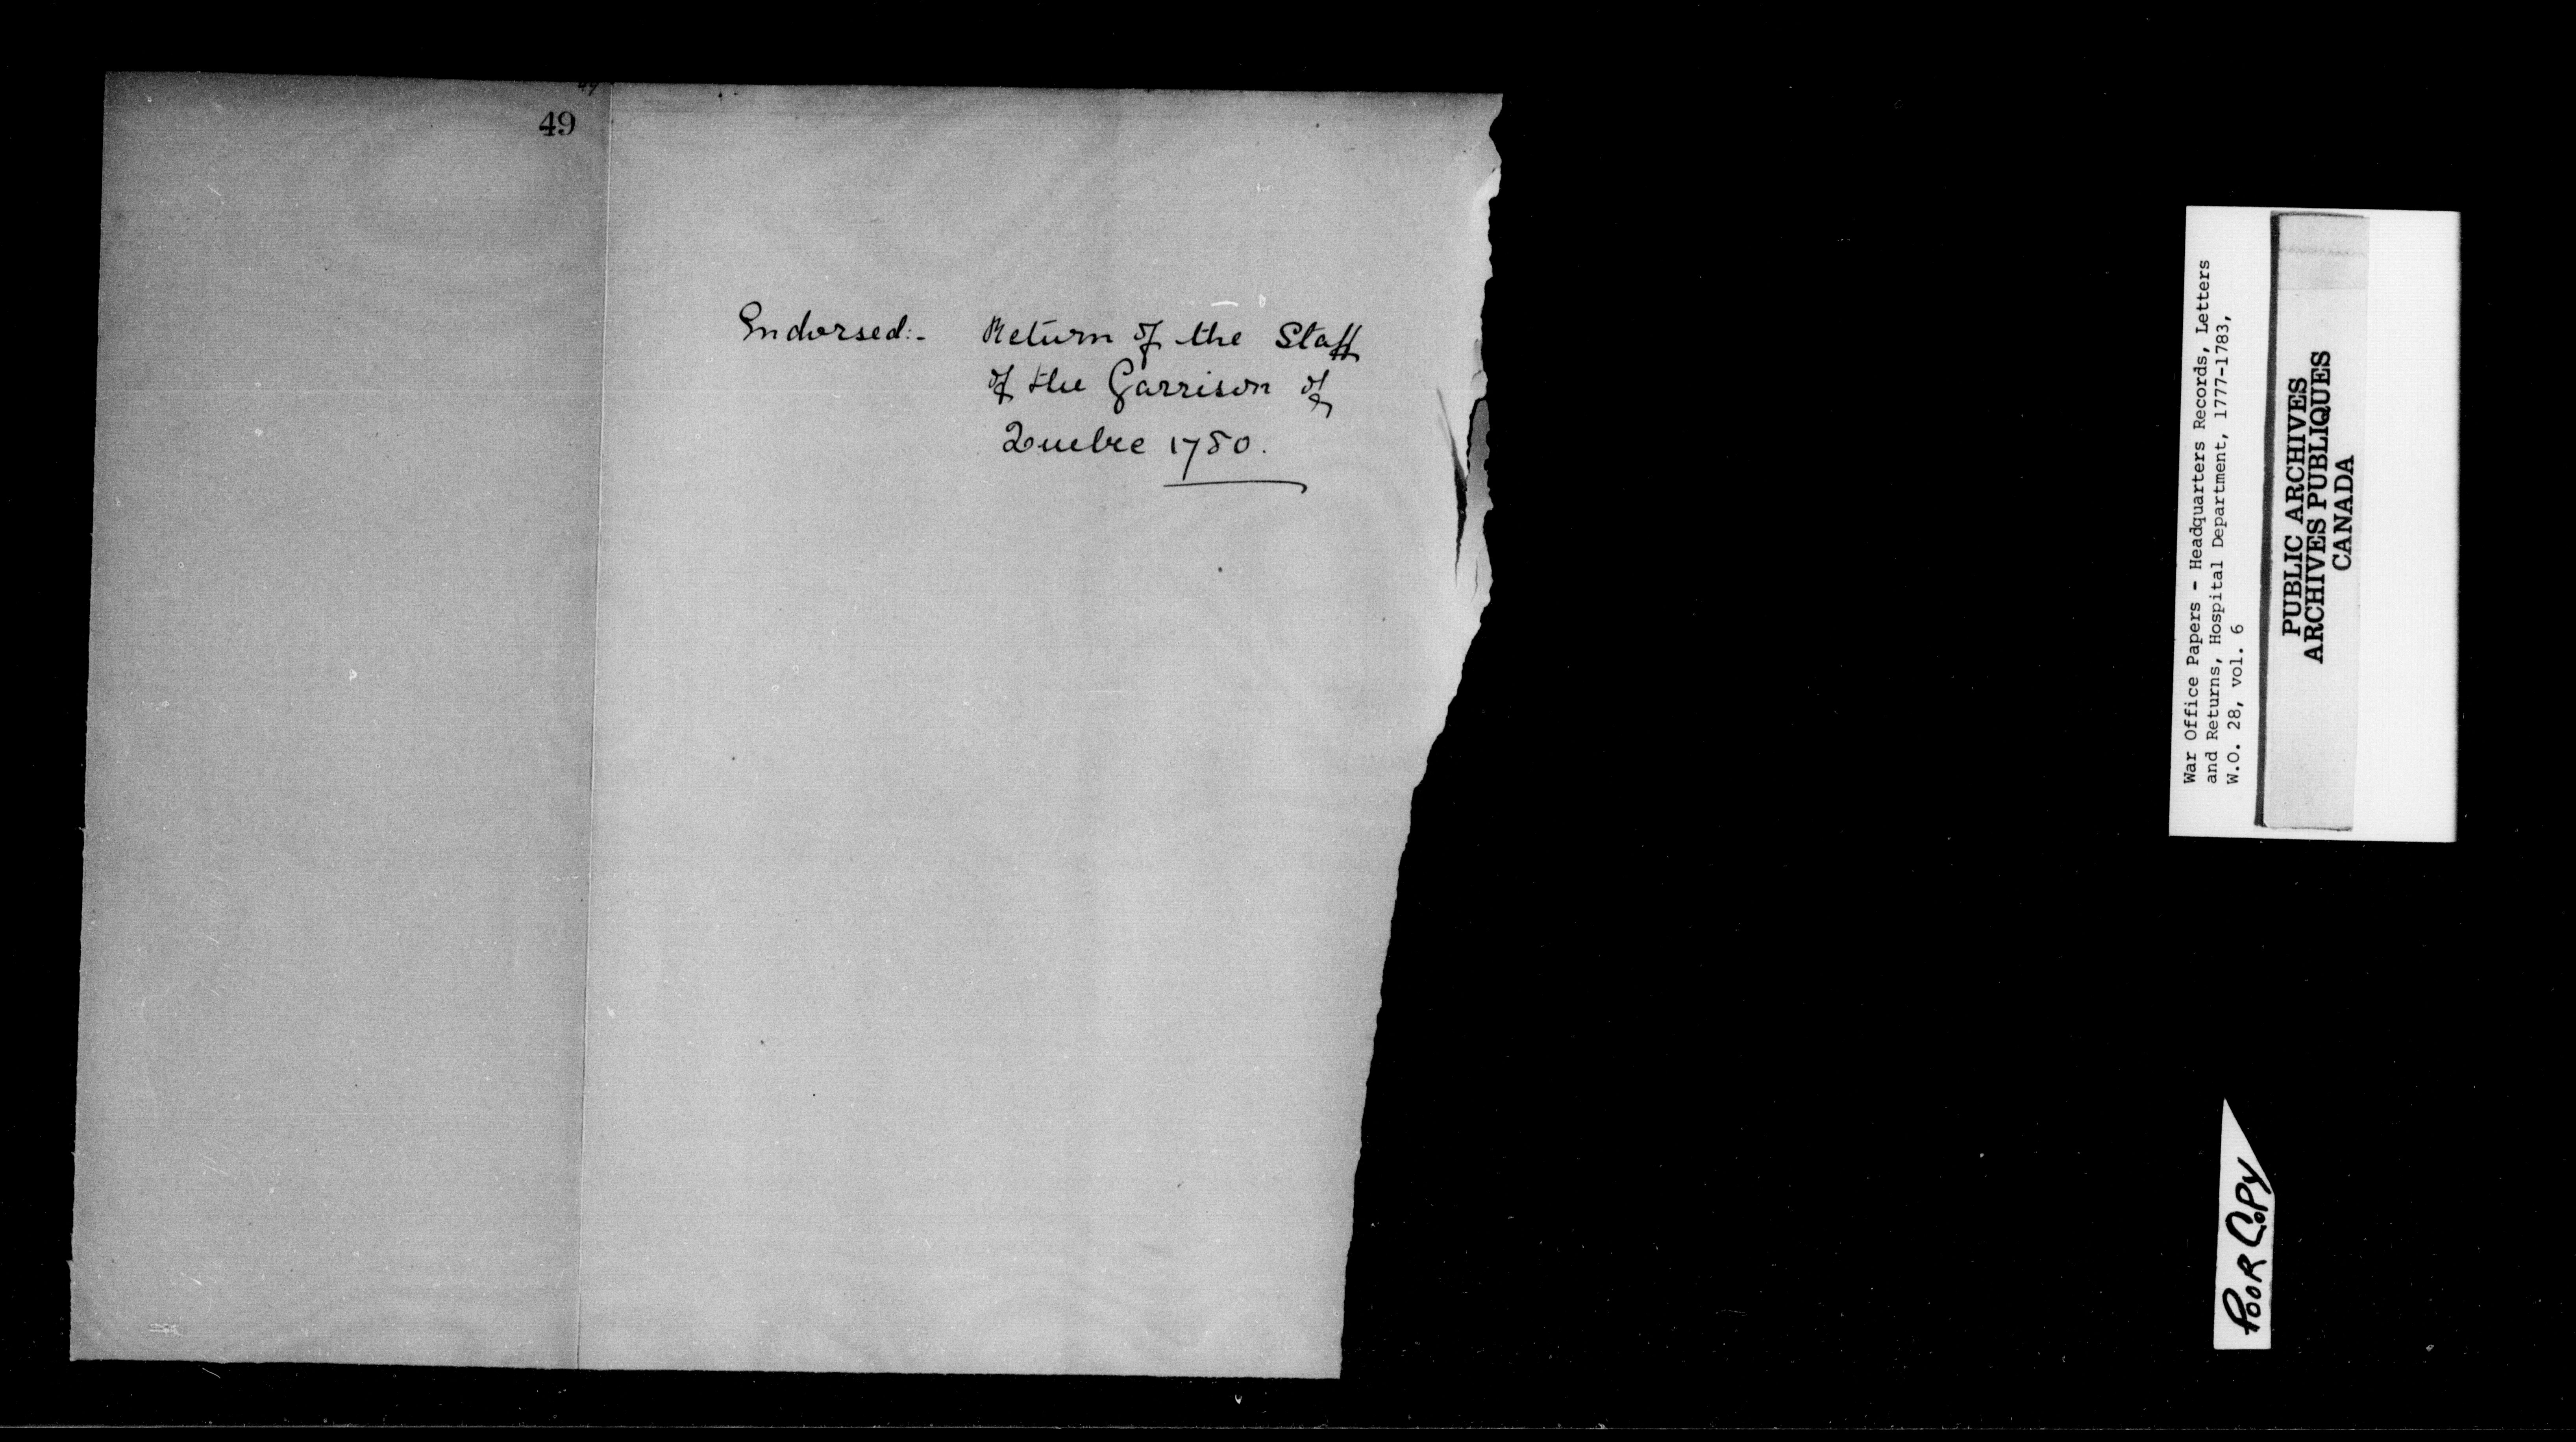 49
Endorsed:- Return of the Staff
of the Garrison of
Quebec 1780.
War Office Papers - Headquarters Records, Letters
and Returns, Hospital Department, 1777-1783,
W.O. 28, vol. 6
PUBLIC ARCHIVES
ARCHIVES PUBLIQUES
CANADA
POOR COPY